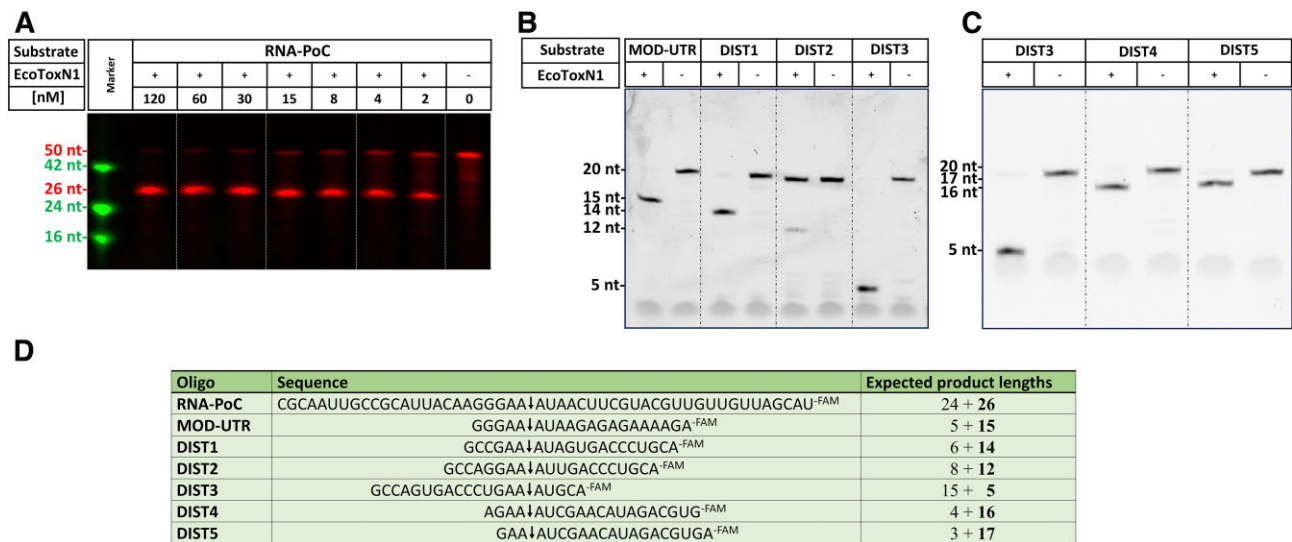 A
Substrate
Marker
RNA-PoC
EcoToxN1
+ + + + + + + -
[nM]
120 60 30 15 8 4 2 0
50 nt-
42 nt-
26 nt-
24 nt-
16 nt-
B
Substrate MOD-UTR DIST1 DIST2 DIST3
EcoToxN1 + - + - + - + -
20 nt-
15 nt-
14 nt-
12 nt-
5 nt-
C
DIST3 DIST4 DIST5
+ - + - + -
20 nt-
17 nt-
16 nt-
5 nt-
D
Oligo Sequence Expected product lengths
RNA-PoC CGCAAUUGCCGCAUUACAAGGGAA↓AUAACUUCGUACGUUGUUGUUAGCAU-FAM 24 + 26
MOD-UTR GGGAA↓AUAAGAGAGAAAAGA-FAM 5 + 15
DIST1 GCCGAA↓AUAGUGACCCUGCA-FAM 6 + 14
DIST2 GCCAGGAA↓AUUGACCCUGCA-FAM 8 + 12
DIST3 GCCAGUGACCCUGAA↓AUGCA-FAM 15 + 5
DIST4 AGAA↓AUCGAACAUAGACGUG-FAM 4 + 16
DIST5 GAA↓AUCGAACAUAGACGUGA-FAM 3 + 17